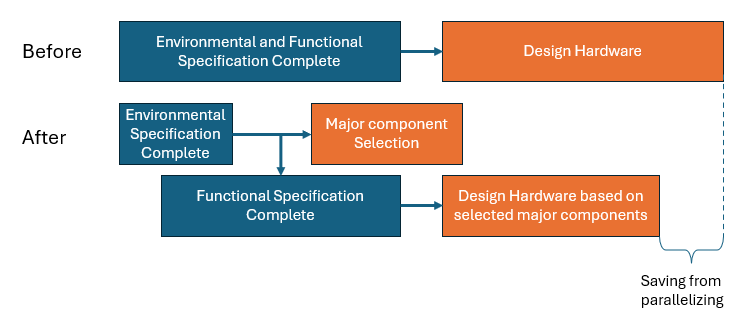 Before
Environmental and Functional
Specification Complete
Design Hardware
After
Environmental
Specification
Complete
Major component
Selection
Functional Specification
Complete
Design Hardware based on
selected major components
Saving from
parallelizing